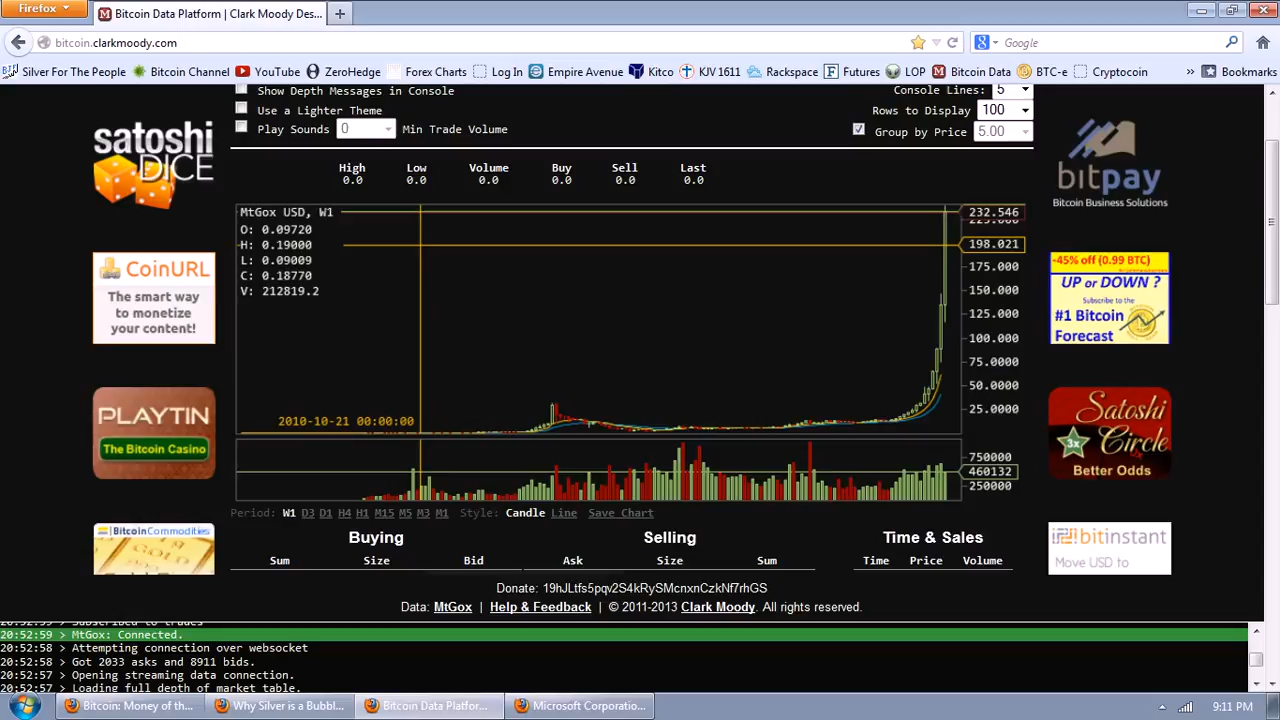 Firefox
Bitcoin Data Platform | Clark Moody Des...
bitcoin.clarkmoody.com
Google
Silver For The People
Bitcoin Channel
YouTube
ZeroHedge
Forex Charts
Log In
Empire Avenue
Kitco
KJV 1611
Rackspace
Futures
LOP
Bitcoin Data
BTC-e
Cryptocoin
»
Bookmarks
Show Depth Messages in Console
Console Lines: 5
Use a Lighter Theme
Rows to Display 100
Play Sounds 0 Min Trade Volume
Group by Price 5.00
High Low Volume Buy Sell Last
0.0 0.0 0.0 0.0 0.0 0.0
satoshi
DICE
CoinURL
The smart way
to monetize
your content!
PLAYTIN
The Bitcoin Casino
BitcoinCommodities
MtGox USD, W1
O: 0.09720
H: 0.19000
L: 0.09009
C: 0.18770
V: 212819.2
2010-10-21 00:00:00
232.546
225.000
198.021
175.000
150.000
125.000
100.000
75.0000
50.0000
25.0000
750000
460132
250000
bitpay
Bitcoin Business Solutions
-45% off (0.99 BTC)
UP or DOWN ?
Subscribe to the
#1 Bitcoin
Forecast
Satoshi
3x
Circle
Better Odds
bitinstant
Move USD to
Period: W1 D3 D1 H4 H1 M15 M5 M3 M1 Style: Candle Line Save Chart
Buying Selling Time & Sales
Sum Size Bid Ask Size Sum Time Price Volume
Donate: 19hJLtfs5pqv2S4kRySMcnxnCzkNf7rhGS
Data: MtGox | Help & Feedback | © 2011-2013 Clark Moody. All rights reserved.
20:52:59 > Subscribed to trades
20:52:59 > MtGox: Connected.
20:52:58 > Attempting connection over websocket
20:52:58 > Got 2033 asks and 8911 bids.
20:52:57 > Opening streaming data connection.
20:52:57 > Loading full depth of market table.
Bitcoin: Money of th...
Why Silver is a Bubbl...
Bitcoin Data Platfor...
Microsoft Corporatio...
9:11 PM